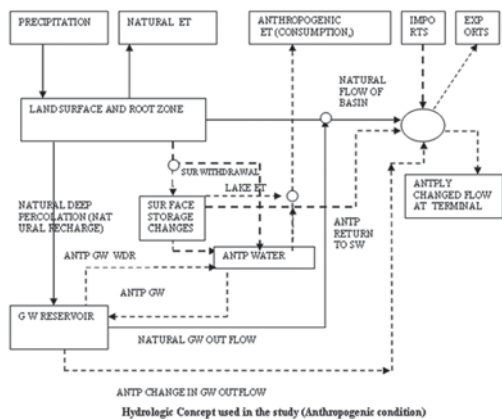 PRECIPITATION
NATURAL ET
ANTHROPOGENIC
ET (CONSUMPTION,)
IMPO
RTS
EXP
ORTS
NATURAL
FLOW OF
BASIN
LAND SURFACE AND ROOT ZONE
SUR WITHDRAWAL
LAKE ET
NATURAL DEEP
PERCOLATION (NAT
URAL RECHARGE)
SUR FACE
STORAGE
CHANGES
ANTP
RETURN
TO SW
ANTPLY
CHANGED FLOW
AT TERMINAL
ANTP GW WDR
ANTP WATER
ANTP GW
G W RESERVOIR
NATURAL GW OUT FLOW
ANTP CHANGE IN GW OUTFLOW
Hydrologic Concept used in the study (Anthropogenic condition)